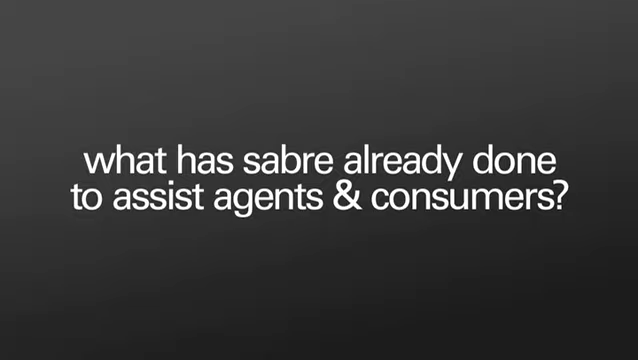 what has sabre already done
to assist agents & consumers?